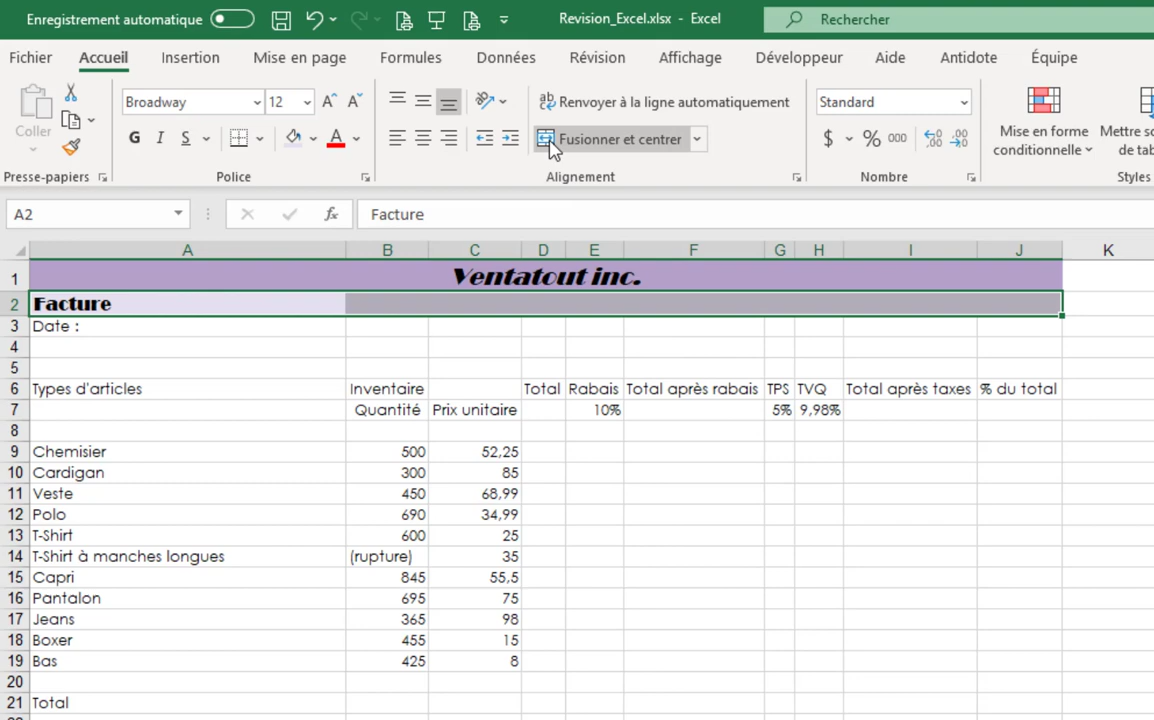 Enregistrement automatique
Revision_Excel.xlsx - Excel
Rechercher
Fichier Accueil Insertion Mise en page Formules Données Révision Affichage Développeur Aide Antidote Équipe
Coller
Broadway 12
Renvoyer à la ligne automatiquement
Standard
G I S A
Fusionner et centrer
$ % 000
Mise en forme conditionnelle
Mettre so
de tab
Presse-papiers Police Alignement Nombre Styles
A2 fx Facture
A B C D E F G H I J K
1 Ventatout inc.
2 Facture
3 Date :
4
5
6 Types d'articles Inventaire Total Rabais Total après rabais TPS TVQ Total après taxes % du total
7 Quantité Prix unitaire 10% 5% 9,98%
8
9 Chemisier 500 52,25
10 Cardigan 300 85
11 Veste 450 68,99
12 Polo 690 34,99
13 T-Shirt 600 25
14 T-Shirt à manches longues (rupture) 35
15 Capri 845 55,5
16 Pantalon 695 75
17 Jeans 365 98
18 Boxer 455 15
19 Bas 425 8
20
21 Total